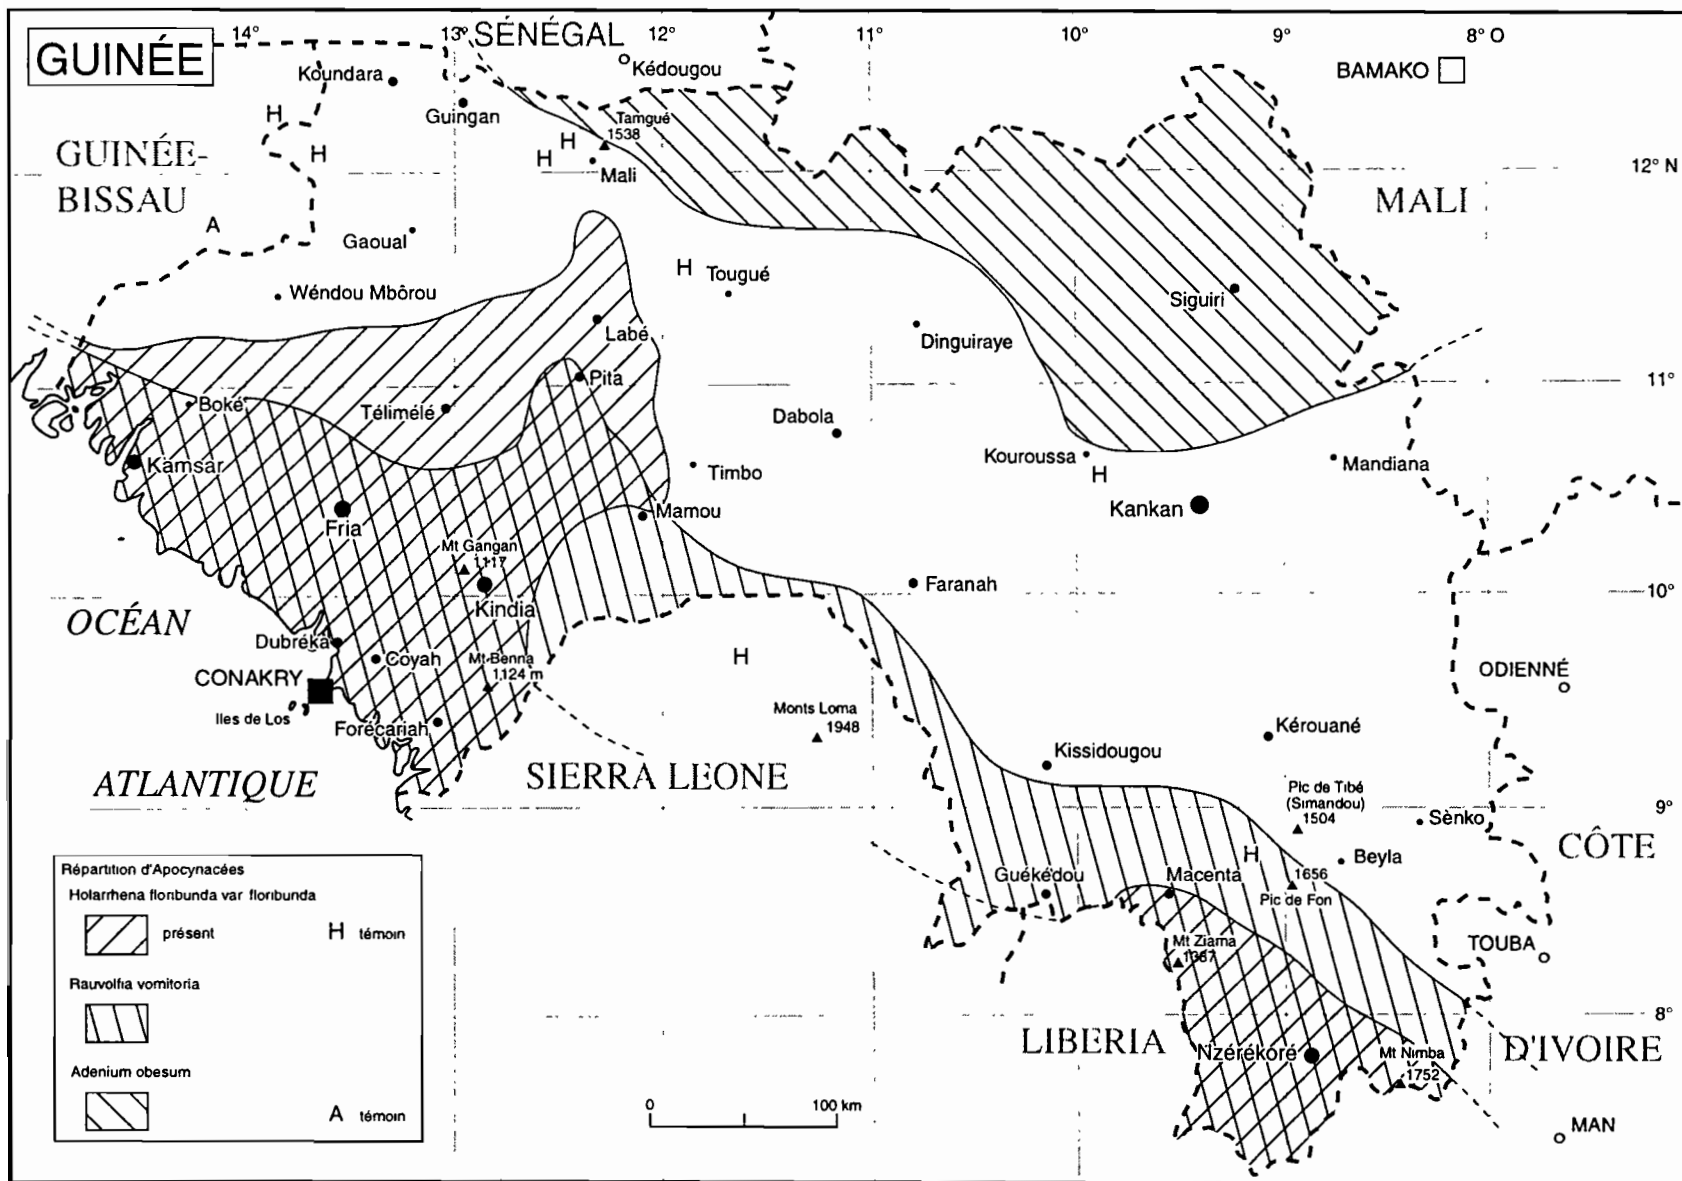 GUINÉE
14°
13°
SÉNÉGAL
12°
11°
10°
9°
8° O
Kédougou
BAMAKO
Koundara
Guingan
Tamgué
1538
H
H
H
H
Mali
12° N
GUINÉE-
BISSAU
MALI
A
Gaoual
H
Tougué
Wéndou Mbôrou
Siguiri
Labé
Dinguiraye
Pita
11°
Boké
Télimélé
Dabola
Kamsar
Timbo
Kouroussa
H
Mandiana
Mamou
Kankan
Fria
Mt Gangan
1117
Kindia
Faranah
10°
OCÉAN
Dubréka
Coyah
Mt Benna
1124 m
H
ODIENNÉ
CONAKRY
Iles de Los
Forécariah
Monts Loma
1948
Kérouané
Kissidougou
ATLANTIQUE
SIERRA LEONE
Pic de Tibé
(Simandou)
1504
9°
Sènko
CÔTE
H
Beyla
Guékédou
Macenta
1656
Pic de Fon
Mt Ziama
1387
TOUBA
8°
LIBERIA
Nzérékoré
Mt Nimba
1752
D'IVOIRE
MAN
0
100 km
Répartition d'Apocynacées
Holarrhena floribunda var floribunda
présent
H témoin
Rauvolfia vomitoria
Adenium obesum
A témoin